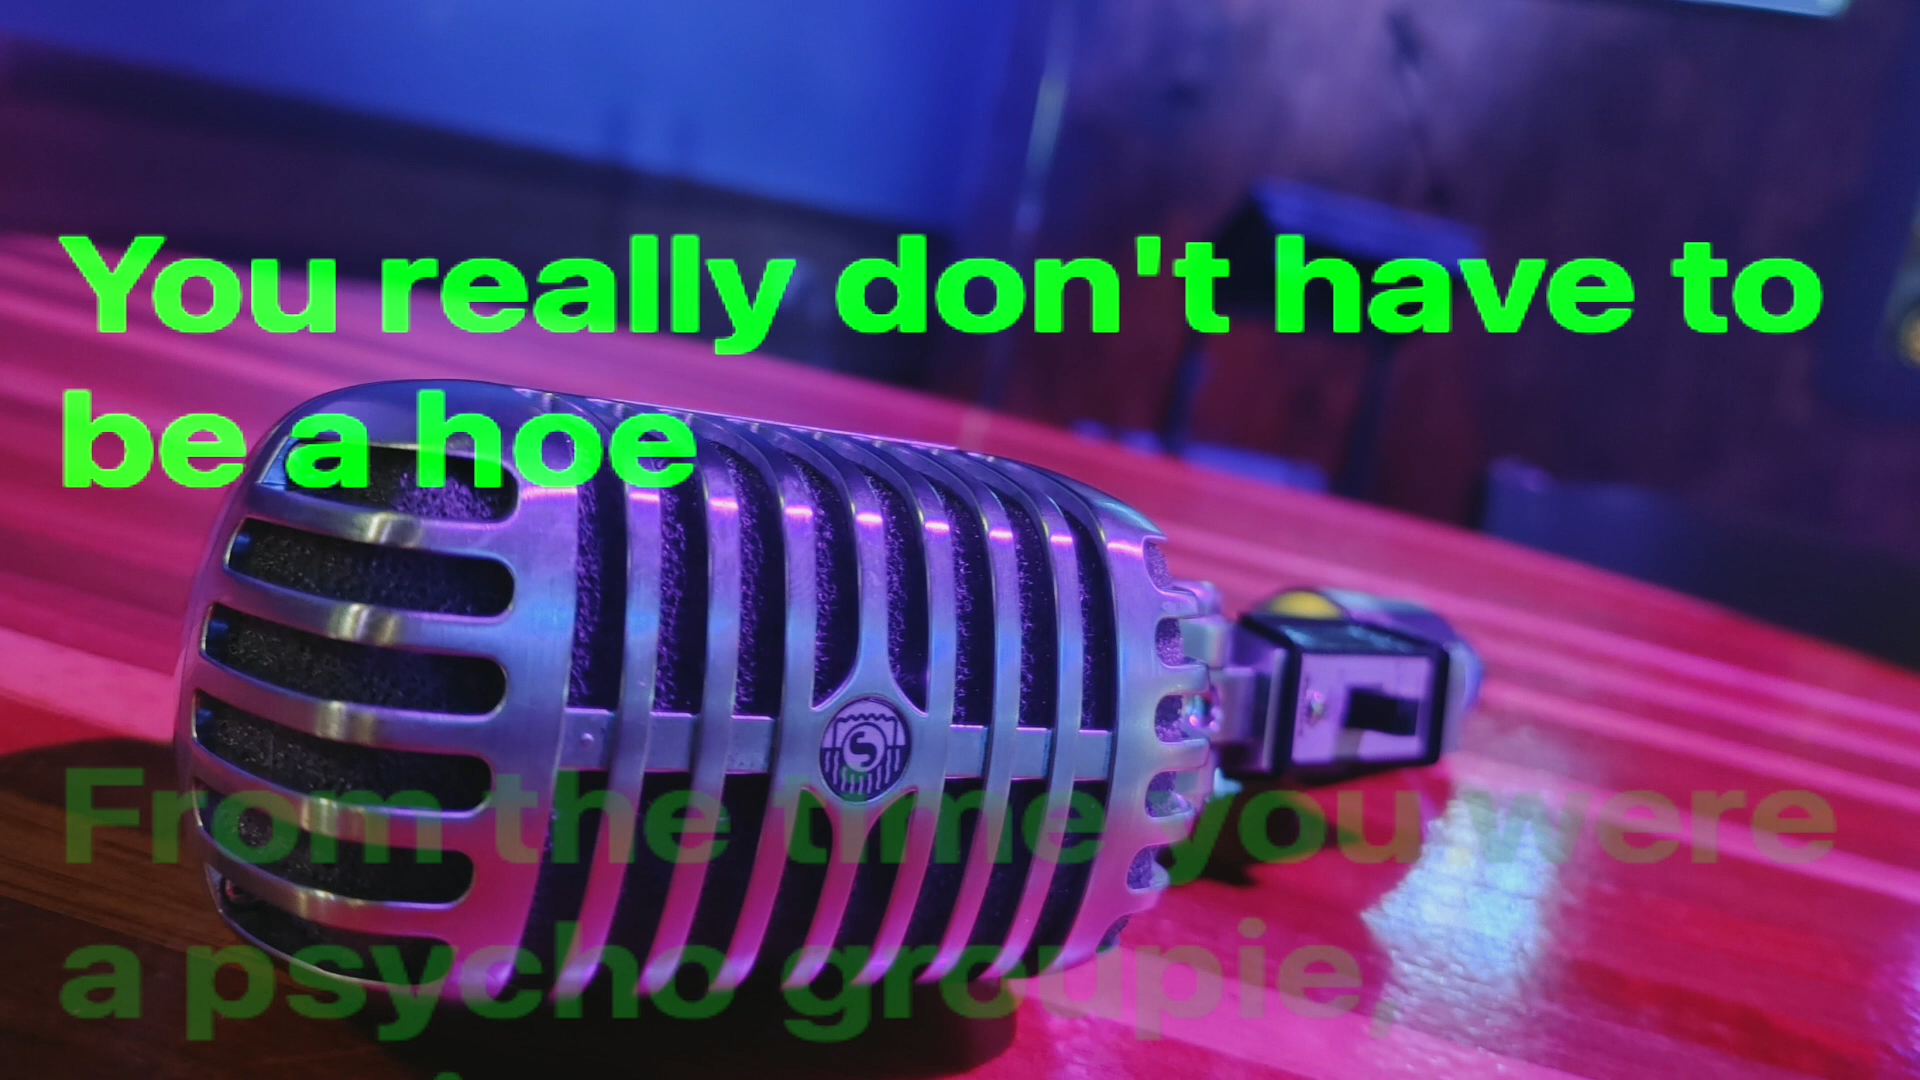 You really don't have to
be a hoe
From the time you were
a psycho groupie,